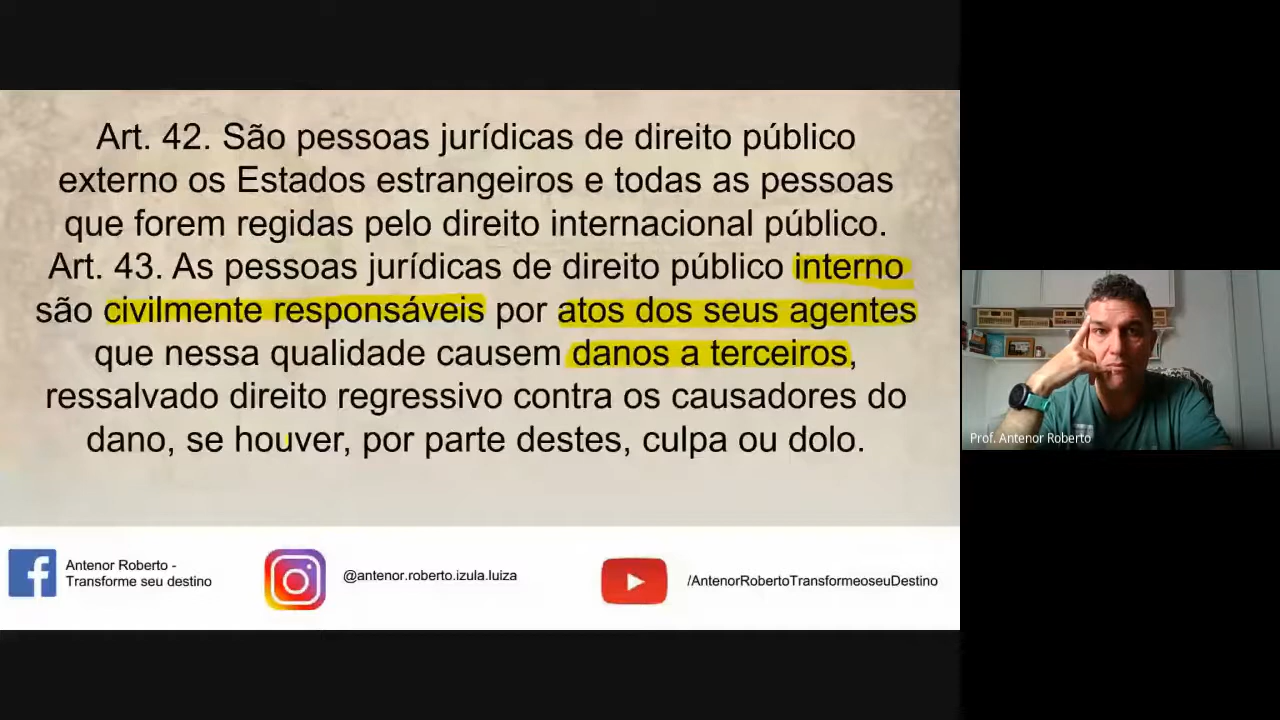 Art. 42. São pessoas jurídicas de direito público
externo os Estados estrangeiros e todas as pessoas
que forem regidas pelo direito internacional público.
Art. 43. As pessoas jurídicas de direito público interno
são civilmente responsáveis por atos dos seus agentes
que nessa qualidade causem danos a terceiros,
ressalvado direito regressivo contra os causadores do
dano, se houver, por parte destes, culpa ou dolo.
Antenor Roberto -
Transforme seu destino
@antenor.roberto.izula.luiza
/AntenorRobertoTransformeoseuDestino
Prof. Antenor Roberto